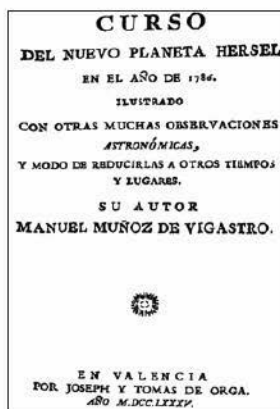 CURSO
DEL NUEVO PLANETA HERSEL
EN EL AÑO DE 1786.
ILUSTRADO
CON OTRAS MUCHAS OBSERVACIONES
ASTRONÓMICAS,
Y MODO DE REDUCIRLAS A OTROS TIEMPOS
Y LUGARES.
SU AUTOR
MANUEL MUÑOZ DE VIGASTRO.
EN VALENCIA
POR JOSEPH Y TOMAS DE ORGA.
AÑO M.DCC.LXXXV.